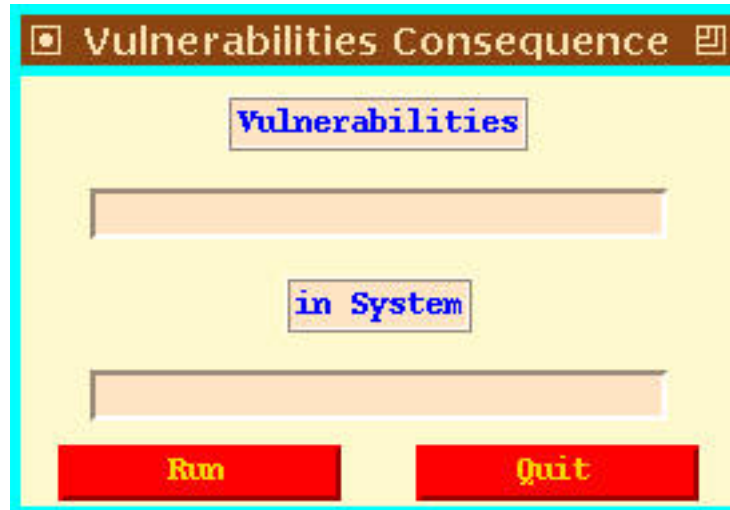 Vulnerabilities Consequence
Vulnerabilities
in System
Run Quit